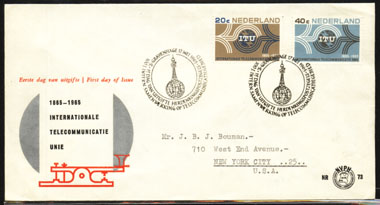 20c NEDERLAND
40c NEDERLAND
ITU
ITU
Eerste dag van uitgifte | First day of Issue
1865-1965
INTERNATIONALE
TELECOMMUNICATIE
UNIE
Mr. J. B. J. Bouman.-
710 West End Avenue.-
NEW YORK CITY ..25..
U.S.A.
NVPH
NR 73